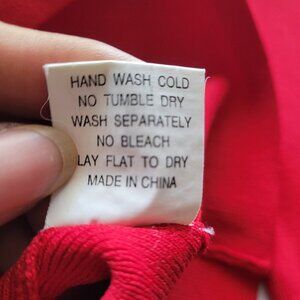 HAND WASH COLD
NO TUMBLE DRY
WASH SEPARATELY
NO BLEACH
LAY FLAT TO DRY
MADE IN CHINA